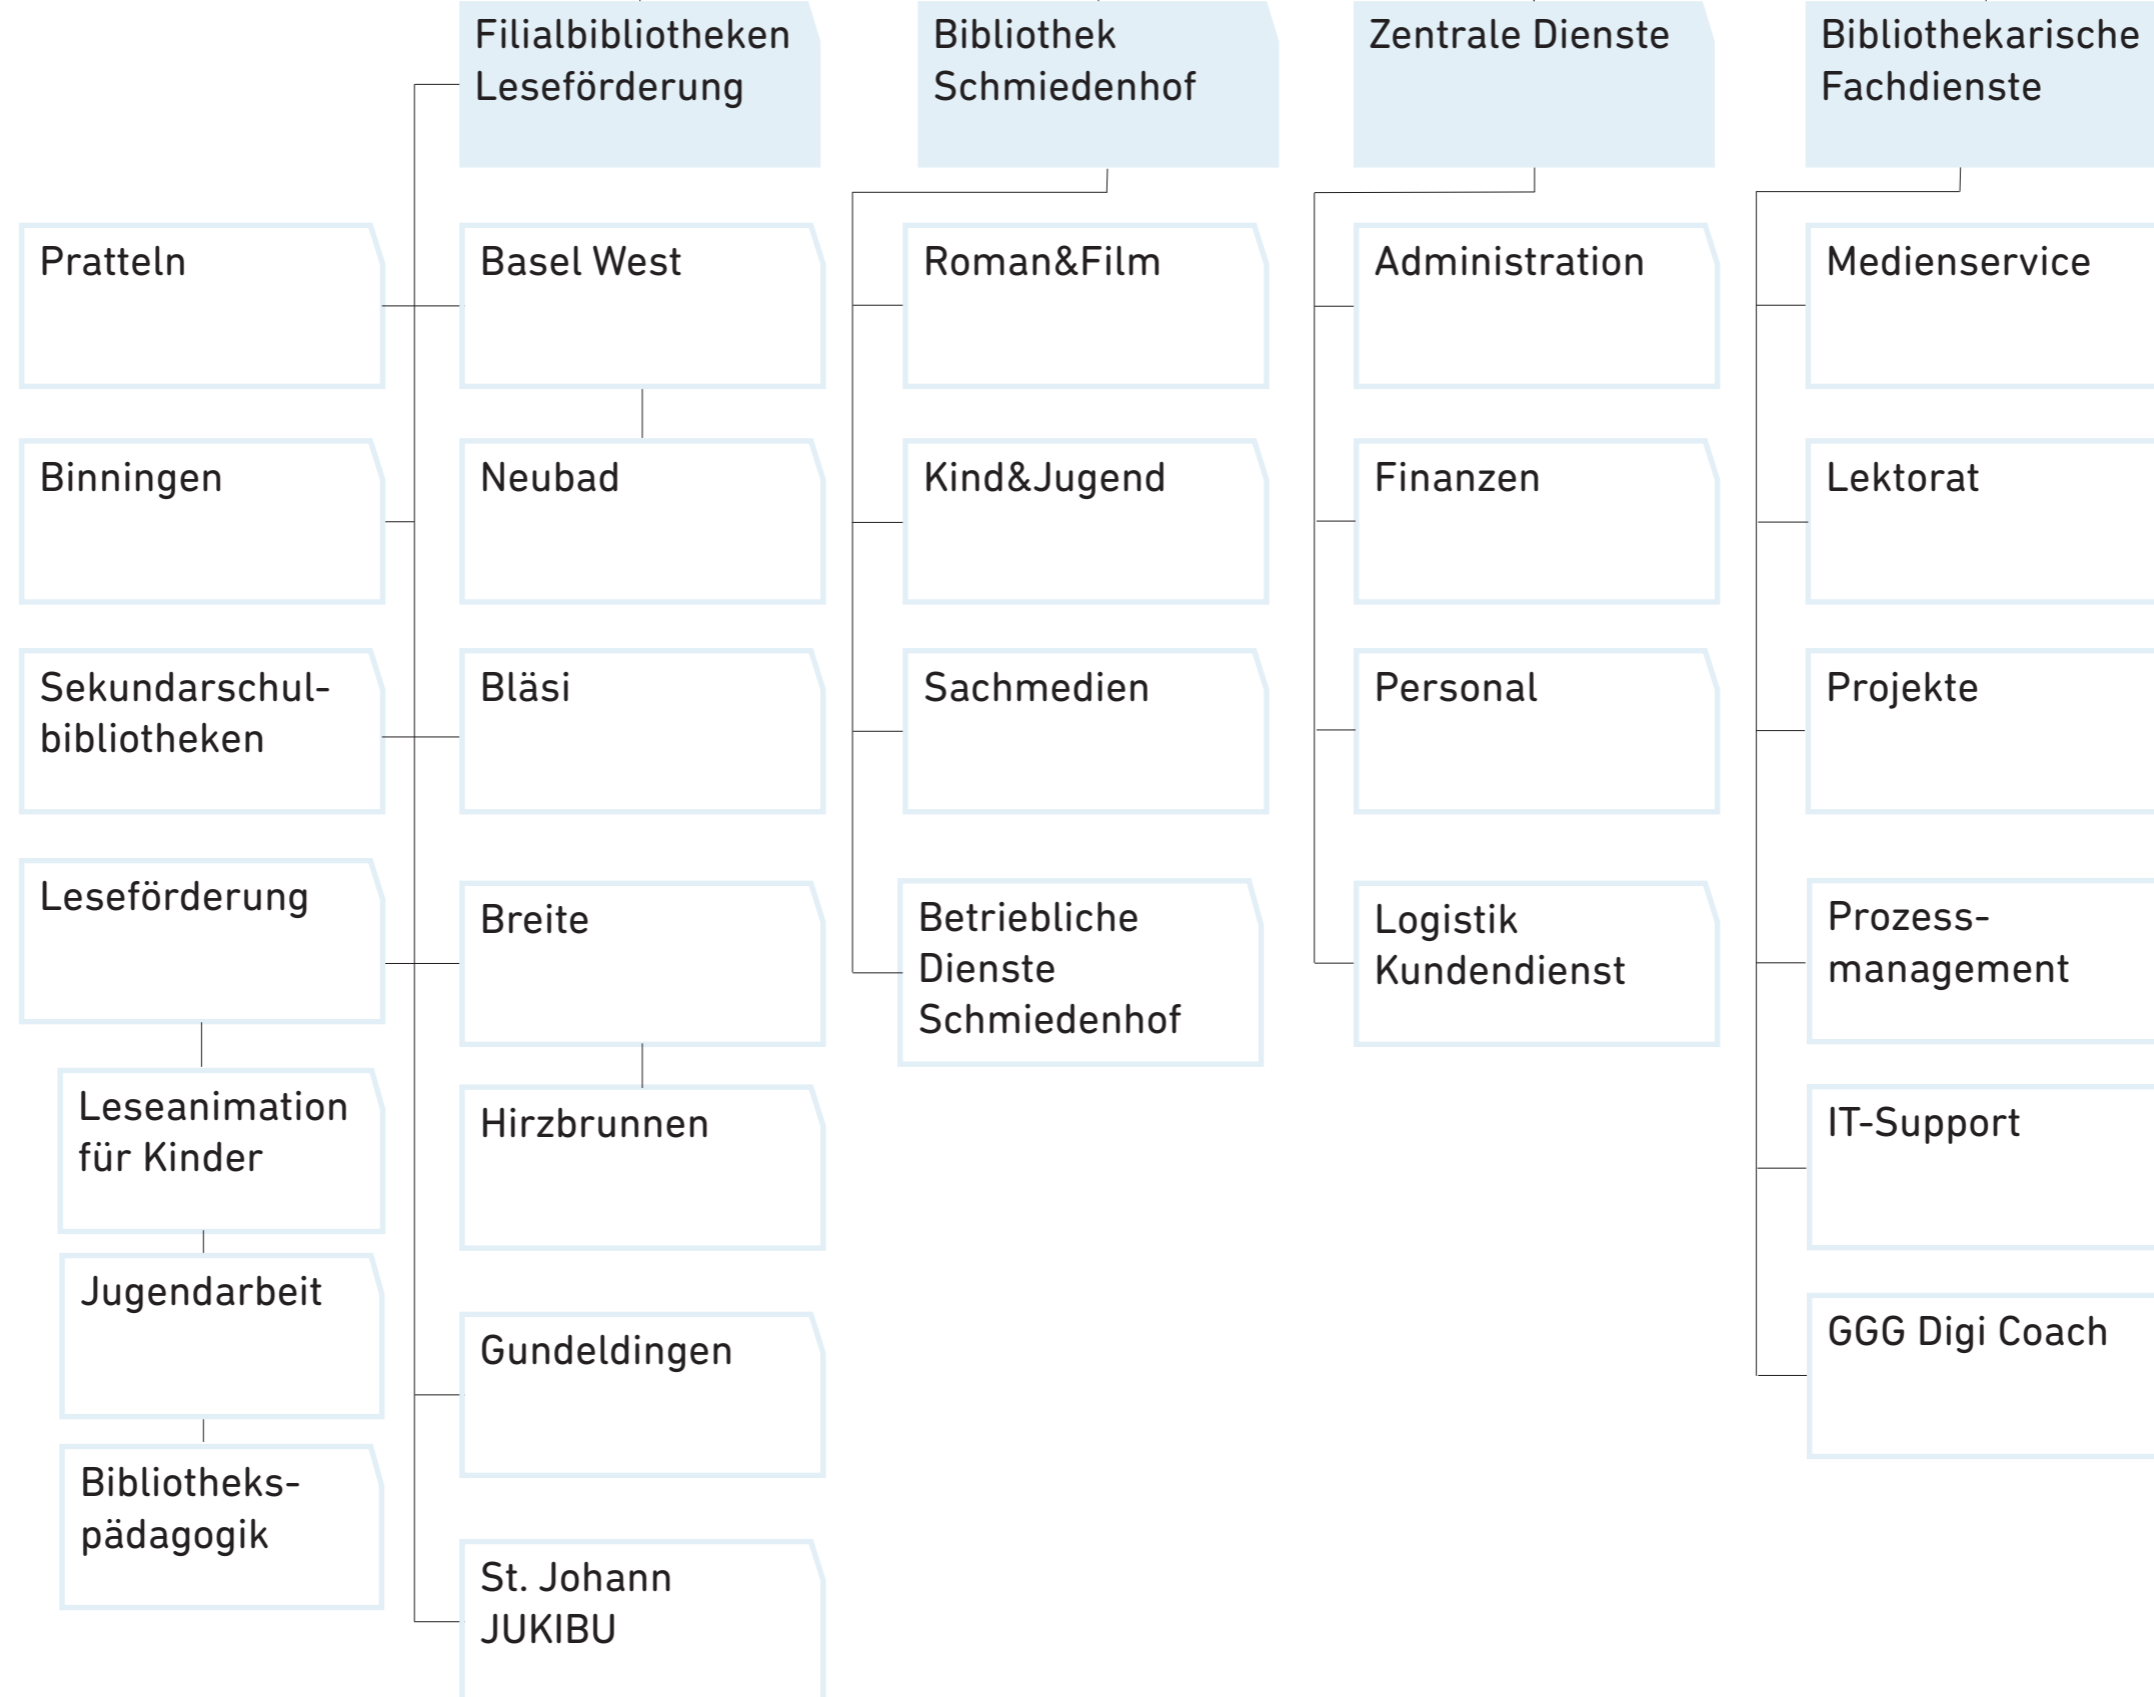 Filialbibliotheken
Leseförderung
Bibliothek
Schmiedenhof
Zentrale Dienste
Bibliothekarische
Fachdienste
Pratteln
Basel West
Roman&Film
Administration
Medienservice
Binningen
Neubad
Kind&Jugend
Finanzen
Lektorat
Sekundarschul-
bibliotheken
Bläsi
Sachmedien
Personal
Projekte
Leseförderung
Breite
Betriebliche
Dienste
Schmiedenhof
Logistik
Kundendienst
Prozess-
management
Leseanimation
für Kinder
Hirzbrunnen
IT-Support
Jugendarbeit
Gundeldingen
GGG Digi Coach
Bibliotheks-
pädagogik
St. Johann
JUKIBU